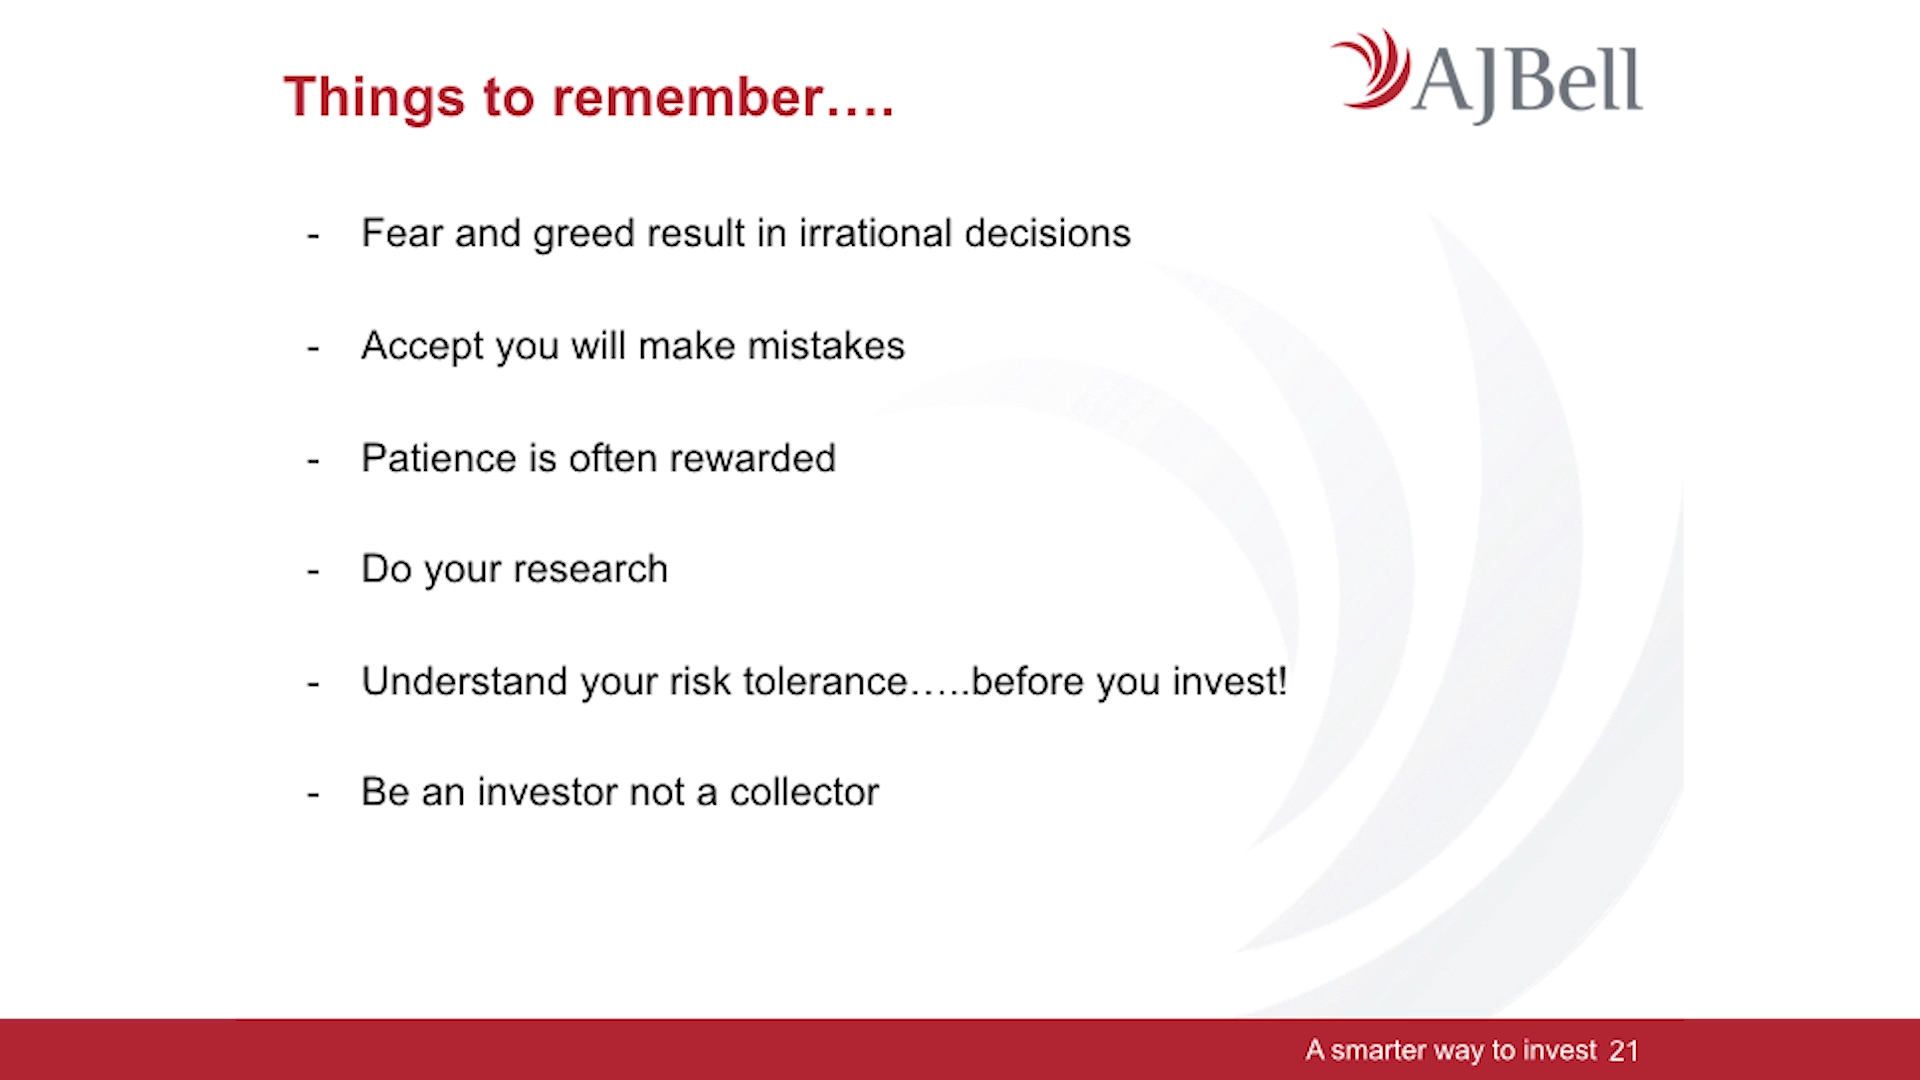 Things to remember….
AJBell
- Fear and greed result in irrational decisions
- Accept you will make mistakes
- Patience is often rewarded
- Do your research
- Understand your risk tolerance…..before you invest!
- Be an investor not a collector
A smarter way to invest 21